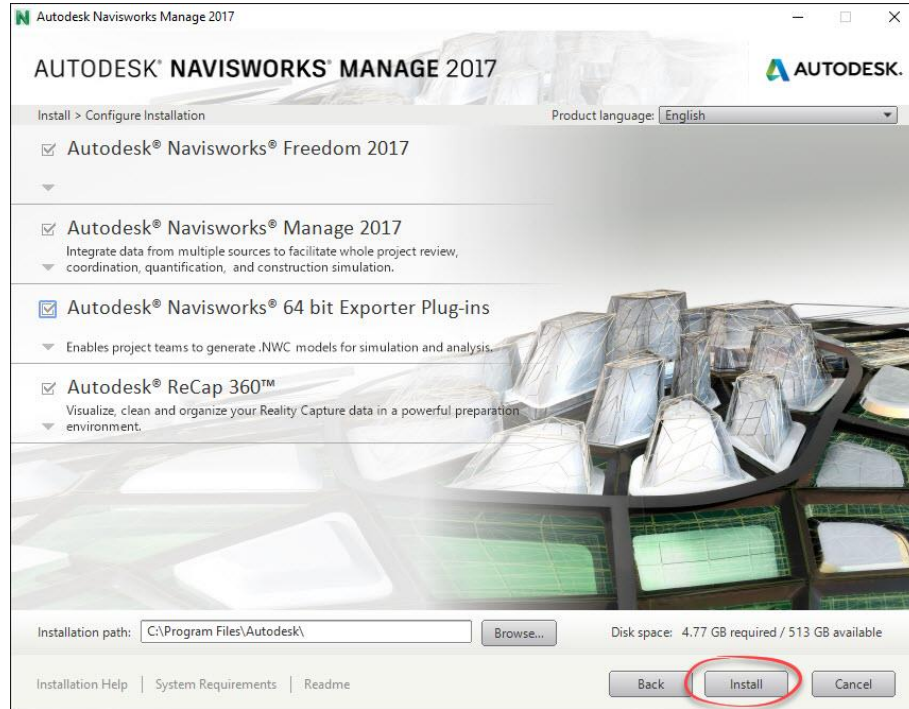 Autodesk Navisworks Manage 2017
AUTODESK® NAVISWORKS® MANAGE 2017
AUTODESK.
Install > Configure Installation
Product language: English
Autodesk® Navisworks® Freedom 2017
Autodesk® Navisworks® Manage 2017
Integrate data from multiple sources to facilitate whole project review,
coordination, quantification, and construction simulation.
Autodesk® Navisworks® 64 bit Exporter Plug-ins
Enables project teams to generate .NWC models for simulation and analysis.
Autodesk® ReCap 360™
Visualize, clean and organize your Reality Capture data in a powerful preparation
environment.
Installation path: C:\Program Files\Autodesk\ Browse... Disk space: 4.77 GB required / 513 GB available
Installation Help | System Requirements | Readme Back Install Cancel